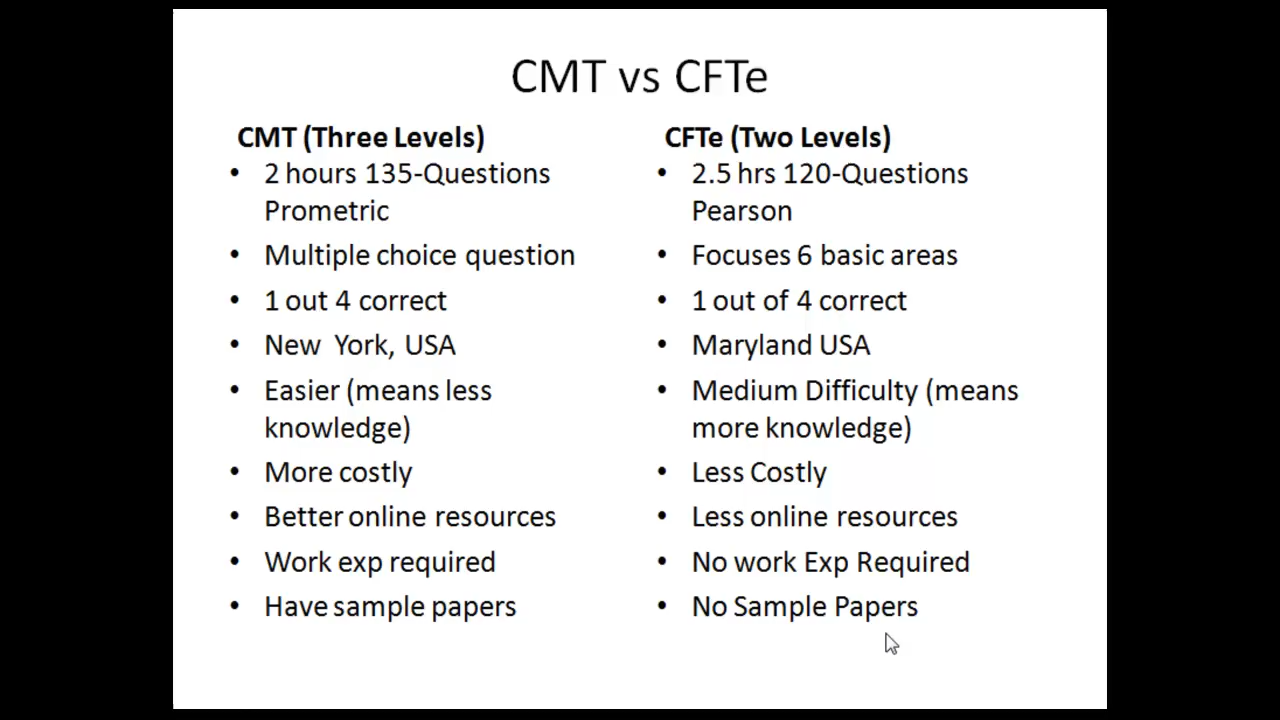 CMT vs CFTe
CMT (Three Levels)
• 2 hours 135-Questions
Prometric
• Multiple choice question
• 1 out 4 correct
• New York, USA
• Easier (means less
knowledge)
• More costly
• Better online resources
• Work exp required
• Have sample papers
CFTe (Two Levels)
• 2.5 hrs 120-Questions
Pearson
• Focuses 6 basic areas
• 1 out of 4 correct
• Maryland USA
• Medium Difficulty (means
more knowledge)
• Less Costly
• Less online resources
• No work Exp Required
• No Sample Papers